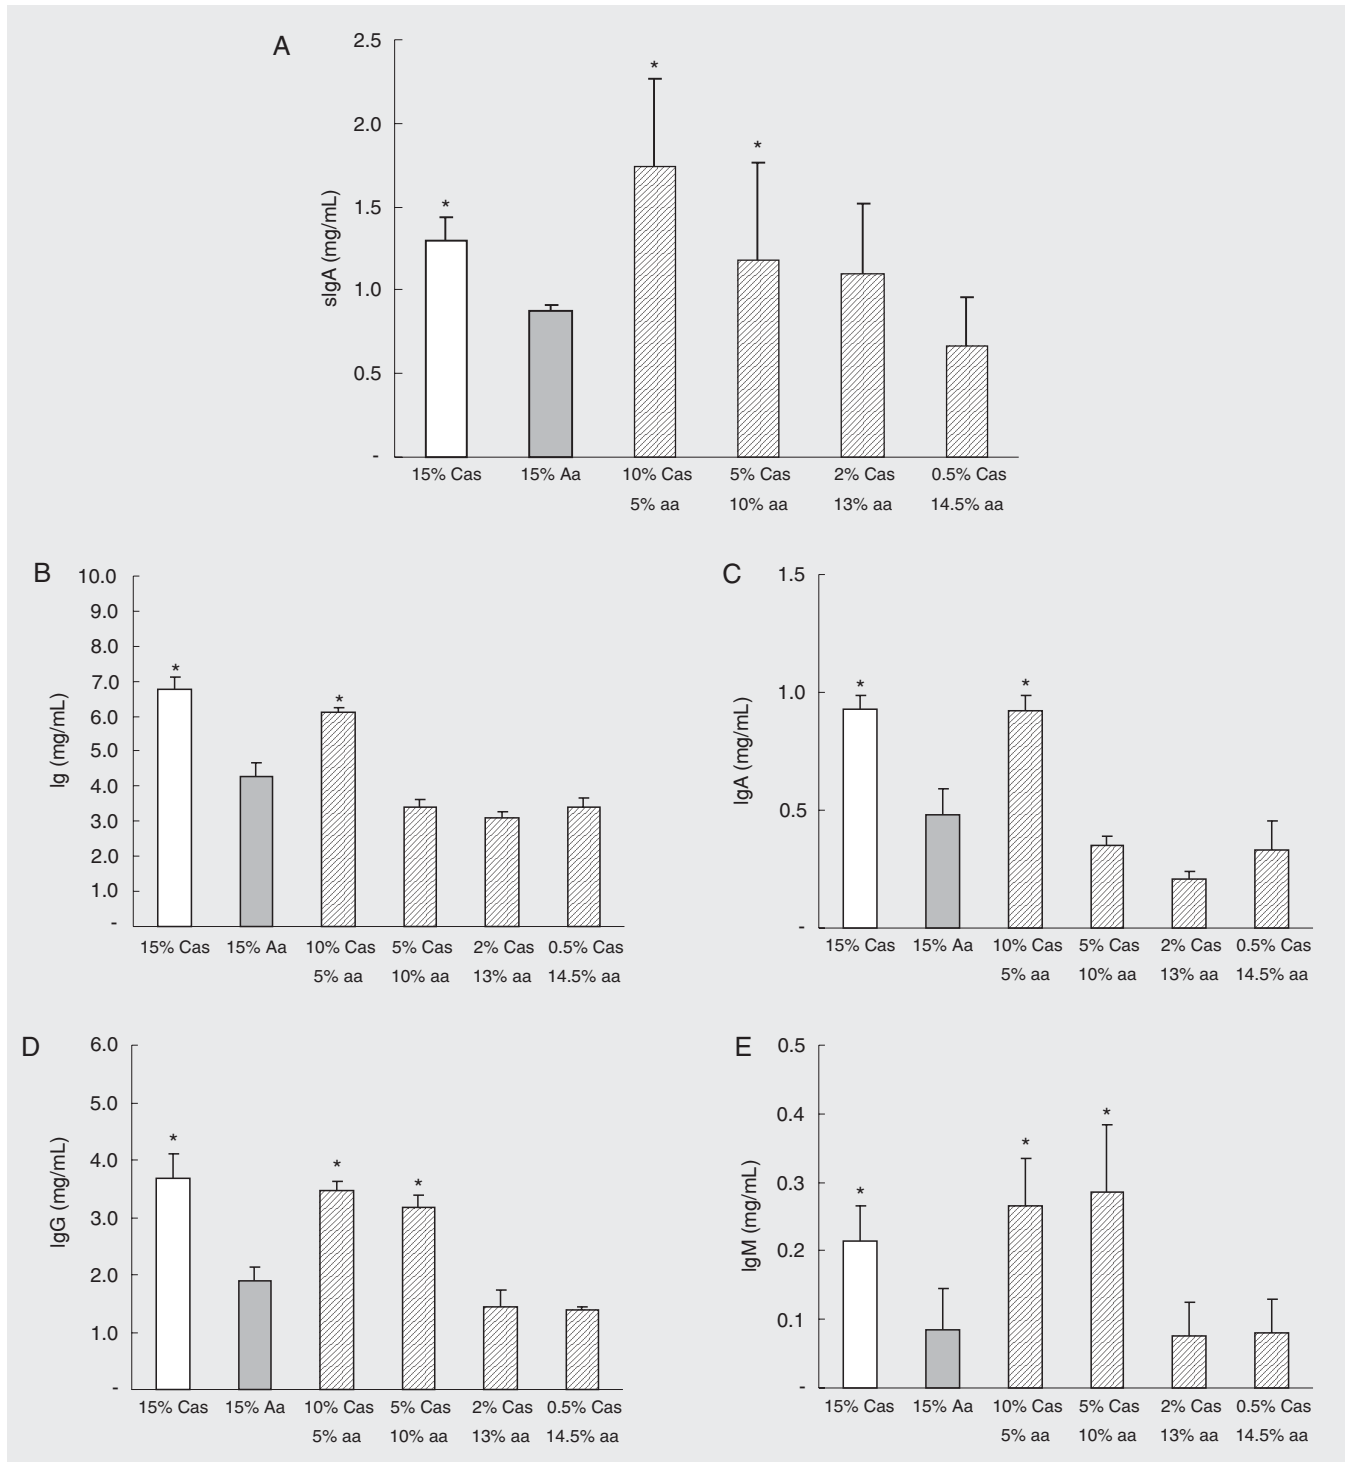 A
sIgA (mg/mL)
2.5
2.0
1.5
1.0
0.5
-
* * *
15% Cas 15% Aa 10% Cas 5% Cas 2% Cas 0.5% Cas
5% aa 10% aa 13% aa 14.5% aa
B
Ig (mg/mL)
10.0
9.0
8.0
7.0
6.0
5.0
4.0
3.0
2.0
1.0
-
* *
15% Cas 15% Aa 10% Cas 5% Cas 2% Cas 0.5% Cas
5% aa 10% aa 13% aa 14.5% aa
C
IgA (mg/mL)
1.5
1.0
0.5
-
* *
15% Cas 15% Aa 10% Cas 5% Cas 2% Cas 0.5% Cas
5% aa 10% aa 13% aa 14.5% aa
D
IgG (mg/mL)
6.0
5.0
4.0
3.0
2.0
1.0
-
* * *
15% Cas 15% Aa 10% Cas 5% Cas 2% Cas 0.5% Cas
5% aa 10% aa 13% aa 14.5% aa
E
IgM (mg/mL)
0.5
0.4
0.3
0.2
0.1
-
* * *
15% Cas 15% Aa 10% Cas 5% Cas 2% Cas 0.5% Cas
5% aa 10% aa 13% aa 14.5% aa